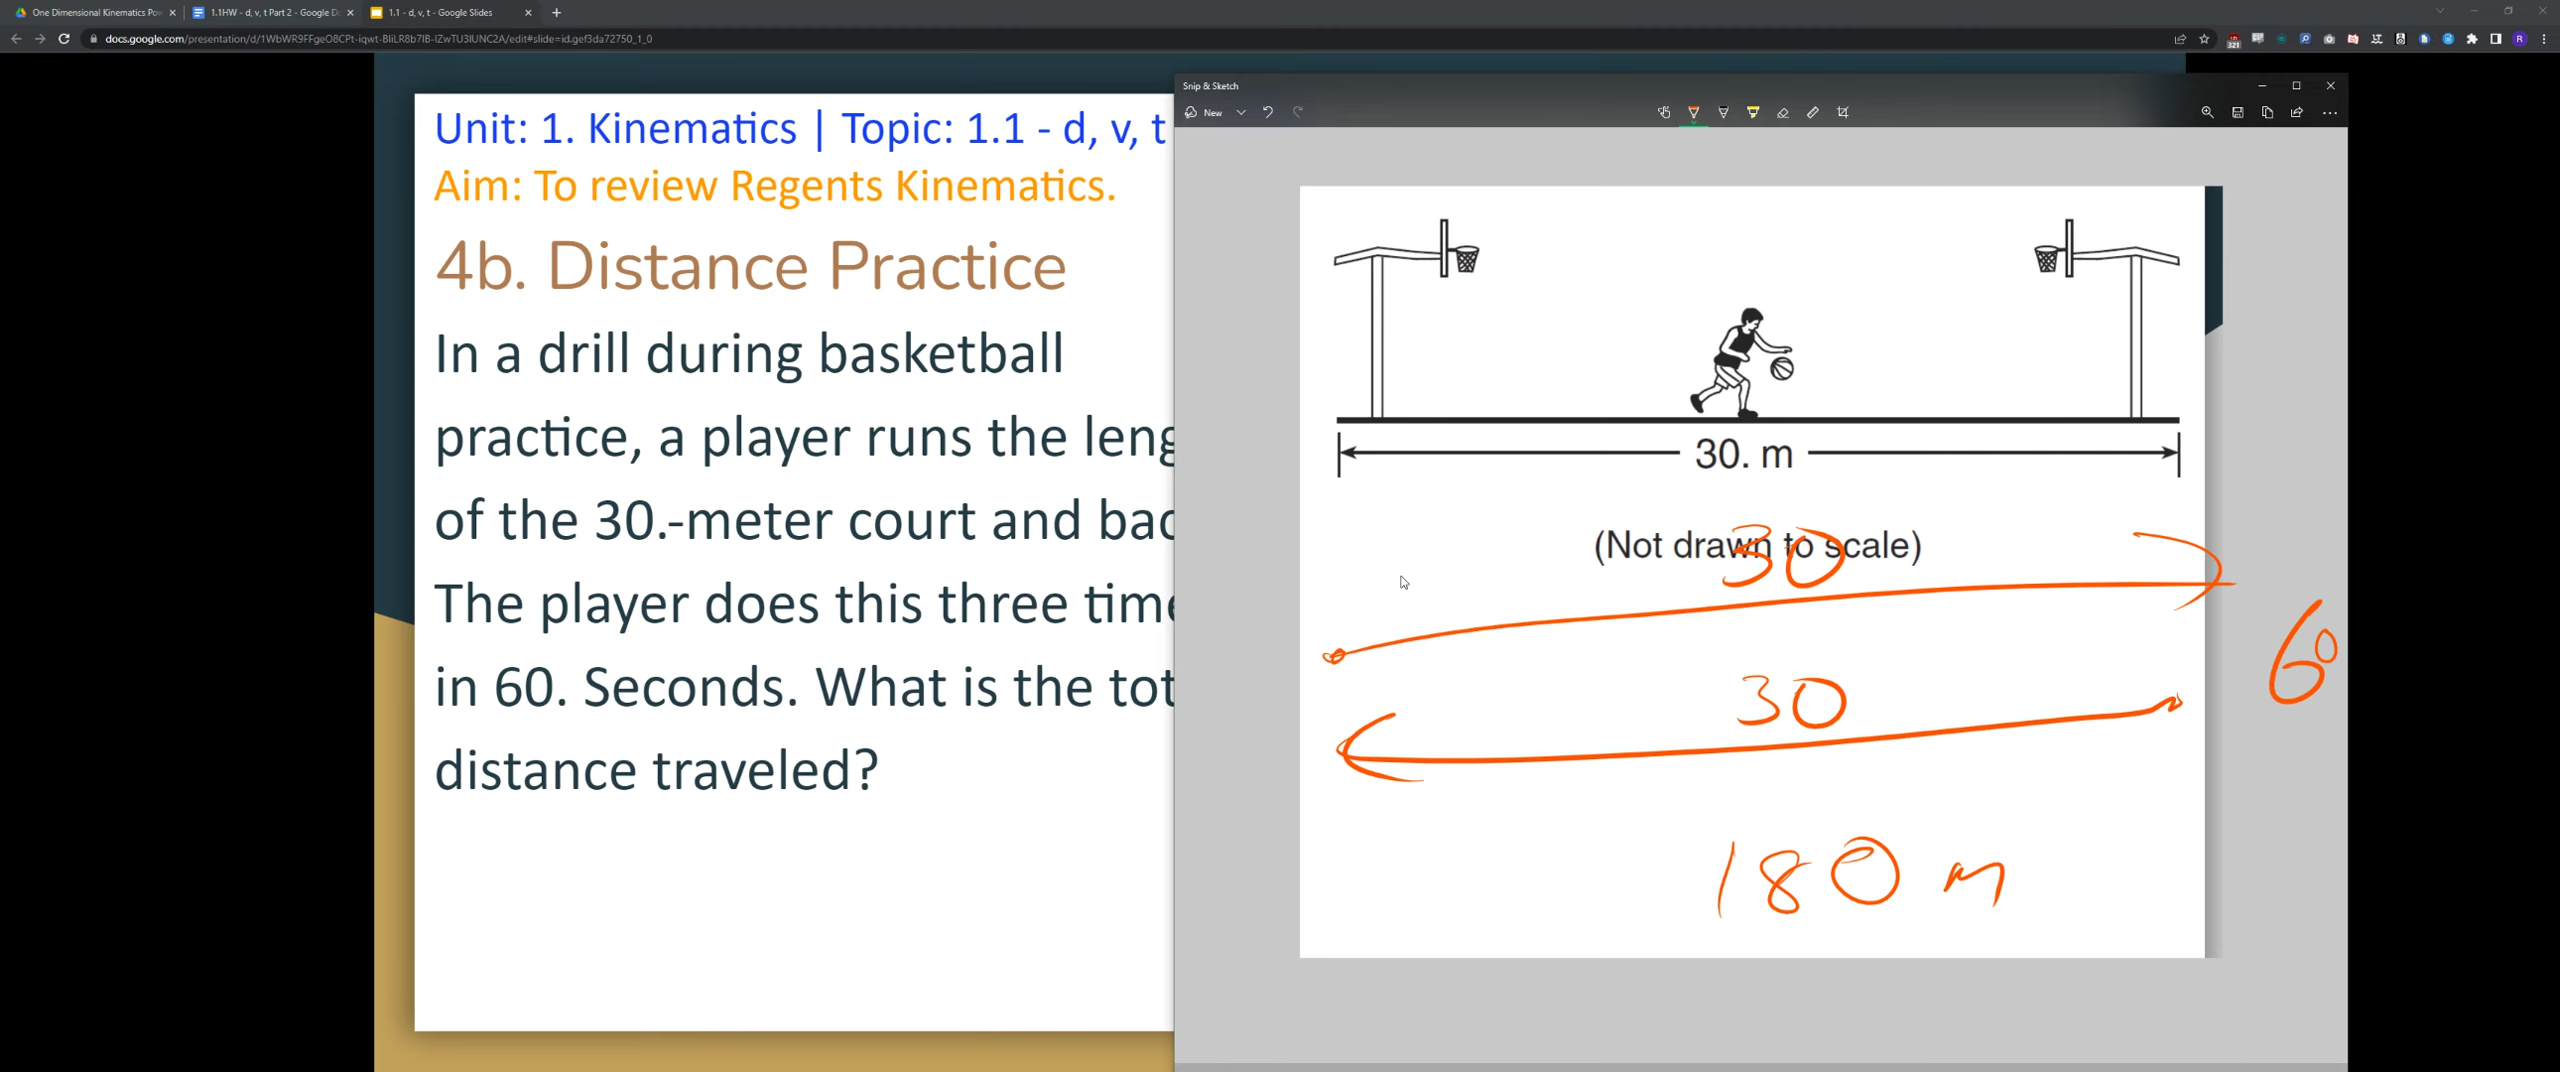 One Dimensional Kinematics Pow
1.1HW - d, v, t Part 2 - Google Do
1.1 - d, v, t - Google Slides
docs.google.com/presentation/d/1WbWR9FFgeO8CPt-iqwt-BliLR8b7IB-IZwTU3IUNC2A/edit#slide=id.gef3da72750_1_0
321
R
Unit: 1. Kinematics | Topic: 1.1 - d, v, t
Aim: To review Regents Kinematics.
4b. Distance Practice
In a drill during basketball
practice, a player runs the leng
of the 30.-meter court and bac
The player does this three time
in 60. Seconds. What is the tot
distance traveled?
Snip & Sketch
New
30. m
(Not drawn to scale)
30
60
30
180 m